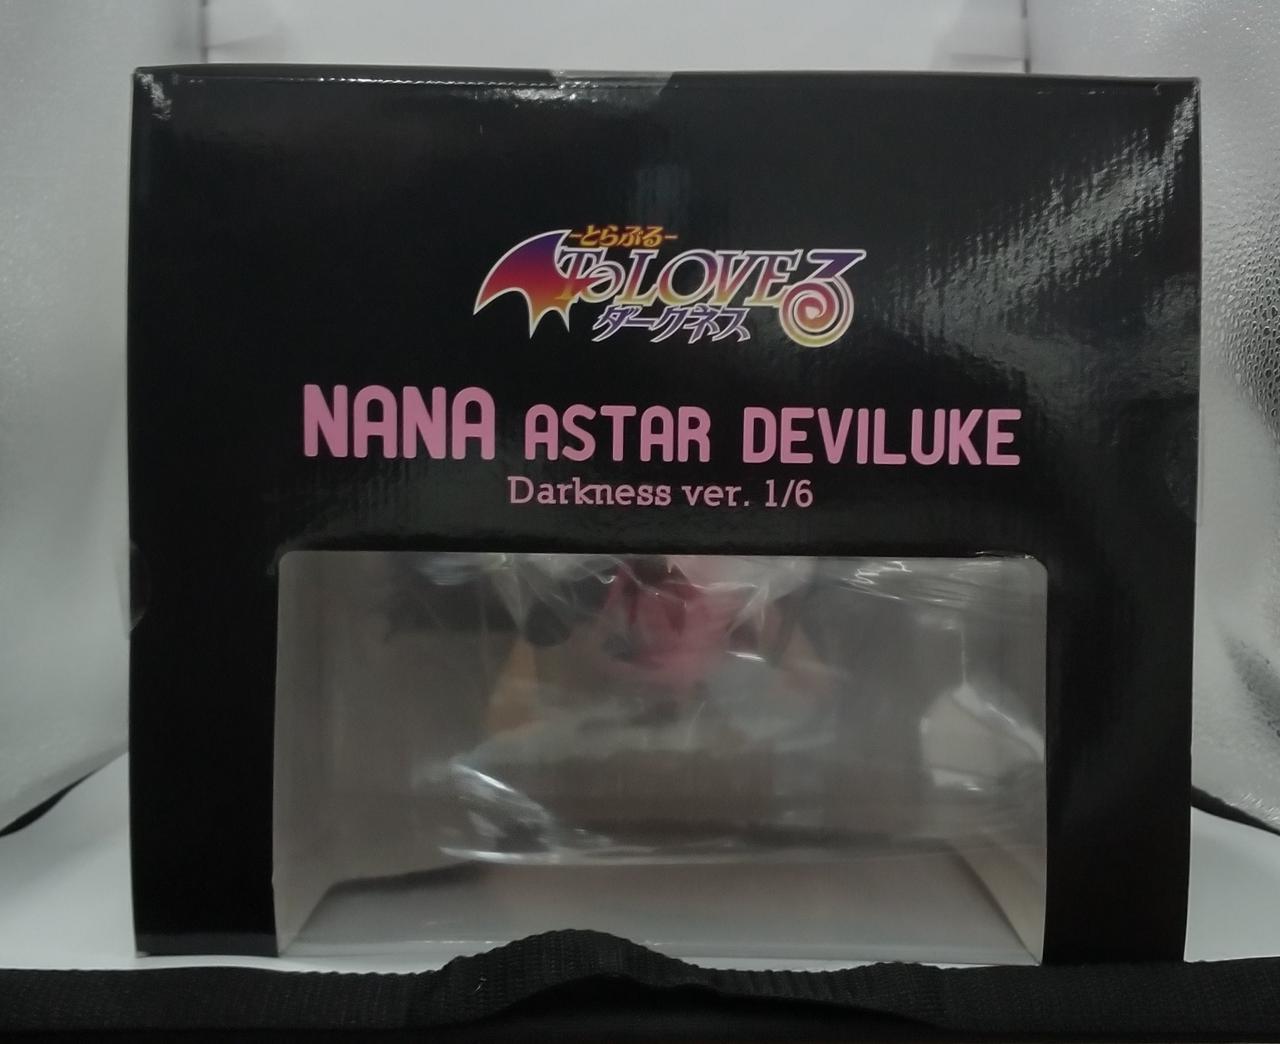 -とらぶる-
To LOVEる
ダークネス
NANA ASTAR DEVILUKE
Darkness ver. 1/6